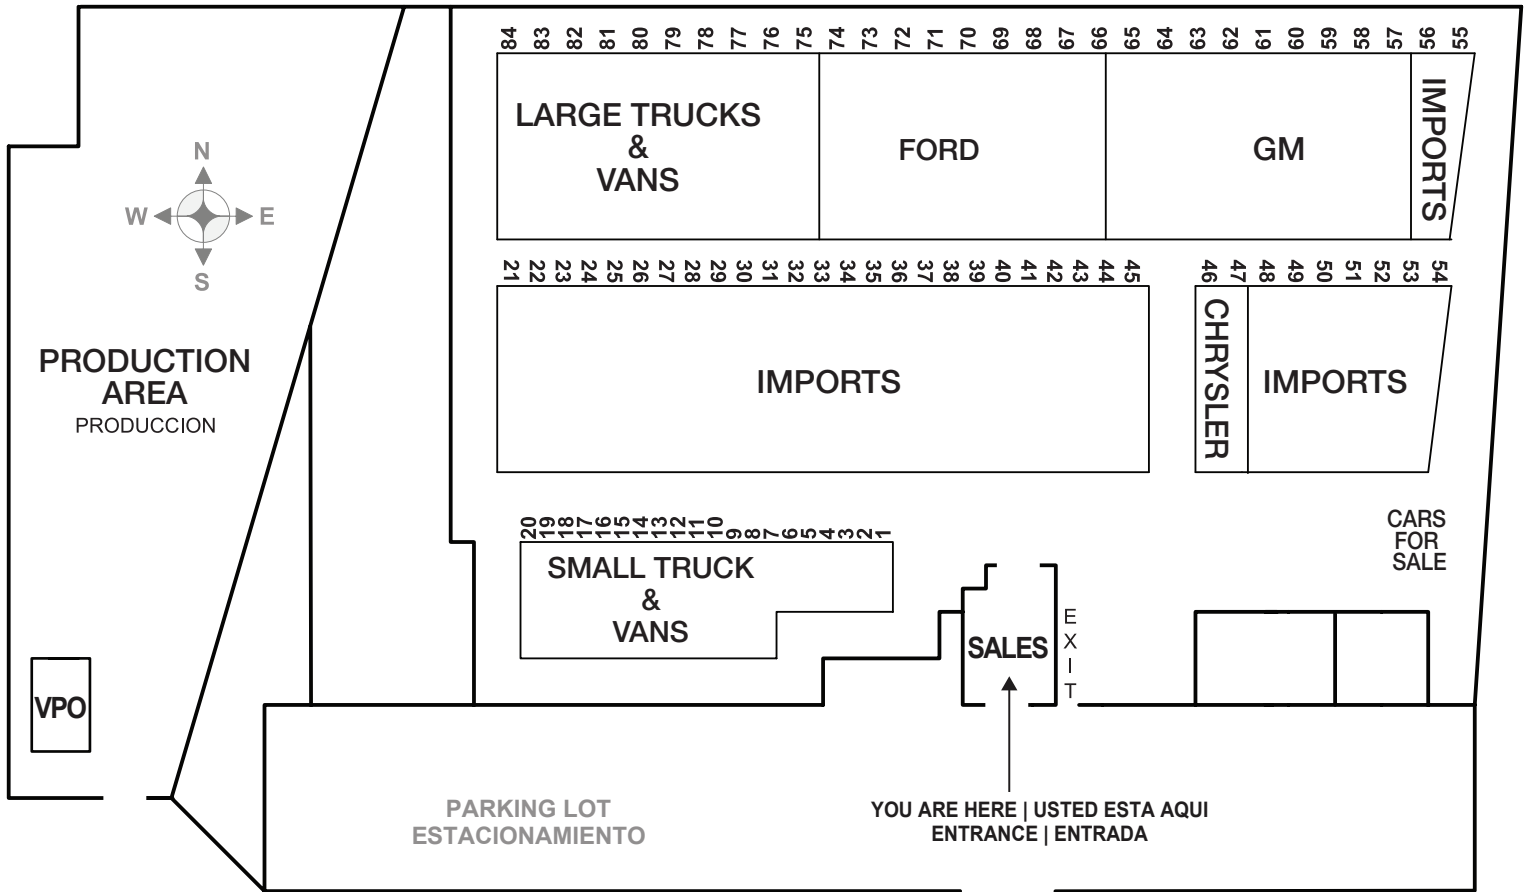 84 83 82 81 80 79 78 77 76 75 74 73 72 71 70 69 68 67 66 65 64 63 62 61 60 59 58 57 56 55
LARGE TRUCKS
&
VANS
FORD
GM
IMPORTS
N
W E
S
21 22 23 24 25 26 27 28 29 30 31 32 33 34 35 36 37 38 39 40 41 42 43 44 45 46 47 48 49 50 51 52 53 54
PRODUCTION
AREA
PRODUCCION
IMPORTS
CHRYSLER
IMPORTS
20 19 18 17 16 15 14 13 12 11 10 9 8 7 6 5 4 3 2 1
SMALL TRUCK
&
VANS
CARS
FOR
SALE
SALES
EXIT
VPO
PARKING LOT
ESTACIONAMIENTO
YOU ARE HERE | USTED ESTA AQUI
ENTRANCE | ENTRADA